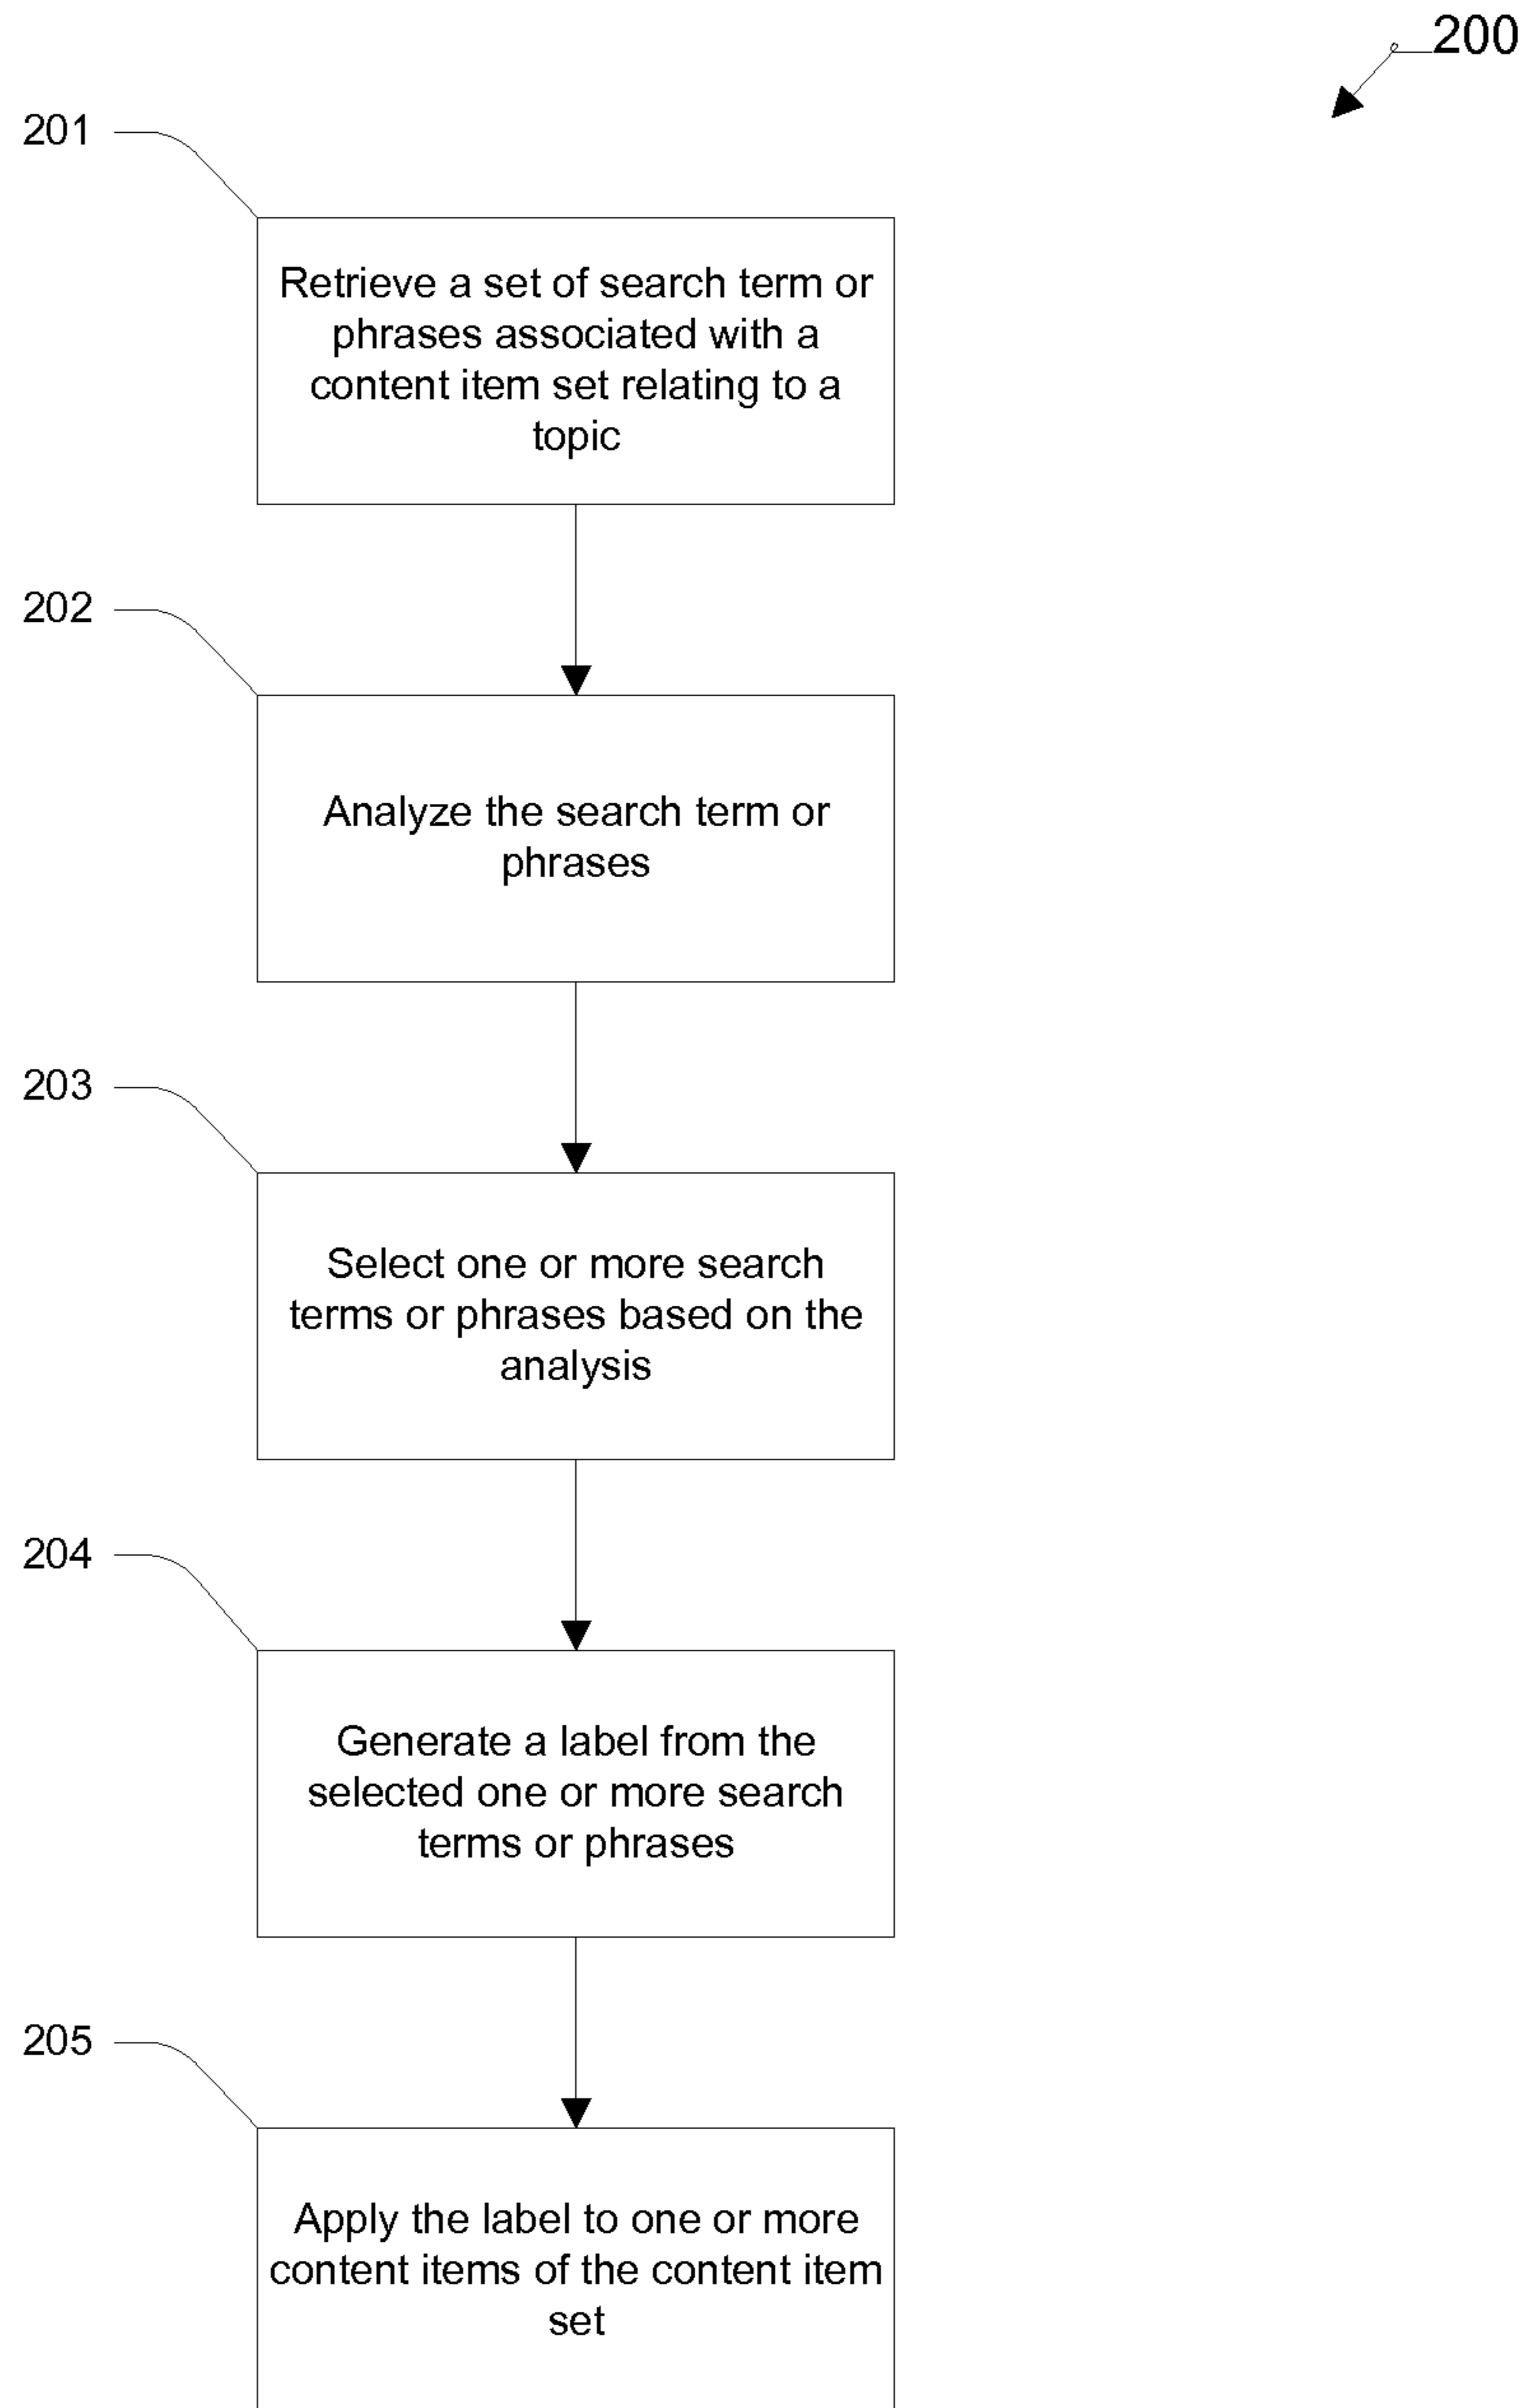 200
201
Retrieve a set of search term or
phrases associated with a
content item set relating to a
topic
202
Analyze the search term or
phrases
203
Select one or more search
terms or phrases based on the
analysis
204
Generate a label from the
selected one or more search
terms or phrases
205
Apply the label to one or more
content items of the content item
set